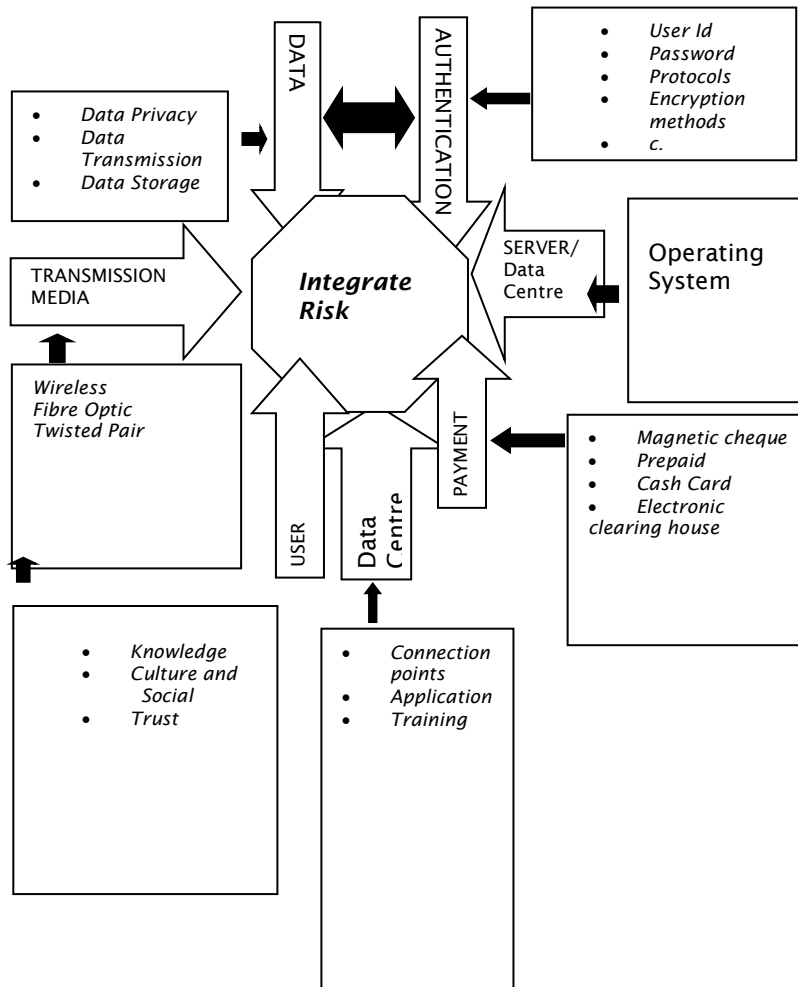 DATA
AUTHENTICATION
• User Id
• Password
• Protocols
• Encryption
methods
• c.
• Data Privacy
• Data
Transmission
• Data Storage
TRANSMISSION
MEDIA
Integrate
Risk
SERVER/
Data
Centre
Operating
System
Wireless
Fibre Optic
Twisted Pair
USER
Data
Centre
PAYMENT
• Magnetic cheque
• Prepaid
• Cash Card
• Electronic
clearing house
• Knowledge
• Culture and
Social
• Trust
• Connection
points
• Application
• Training